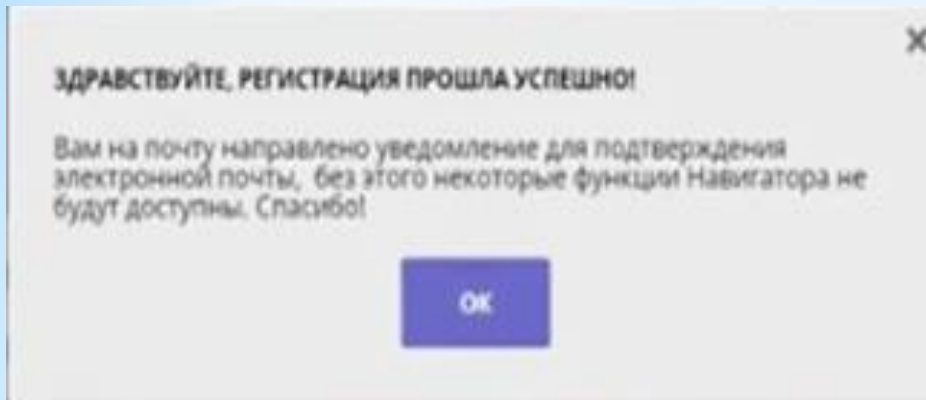 ЗДРАВСТВУЙТЕ, РЕГИСТРАЦИЯ ПРОШЛА УСПЕШНО!
Вам на почту направлено уведомление для подтверждения
электронной почты, без этого некоторые функции Навигатора не
будут доступны. Спасибо!
ОК